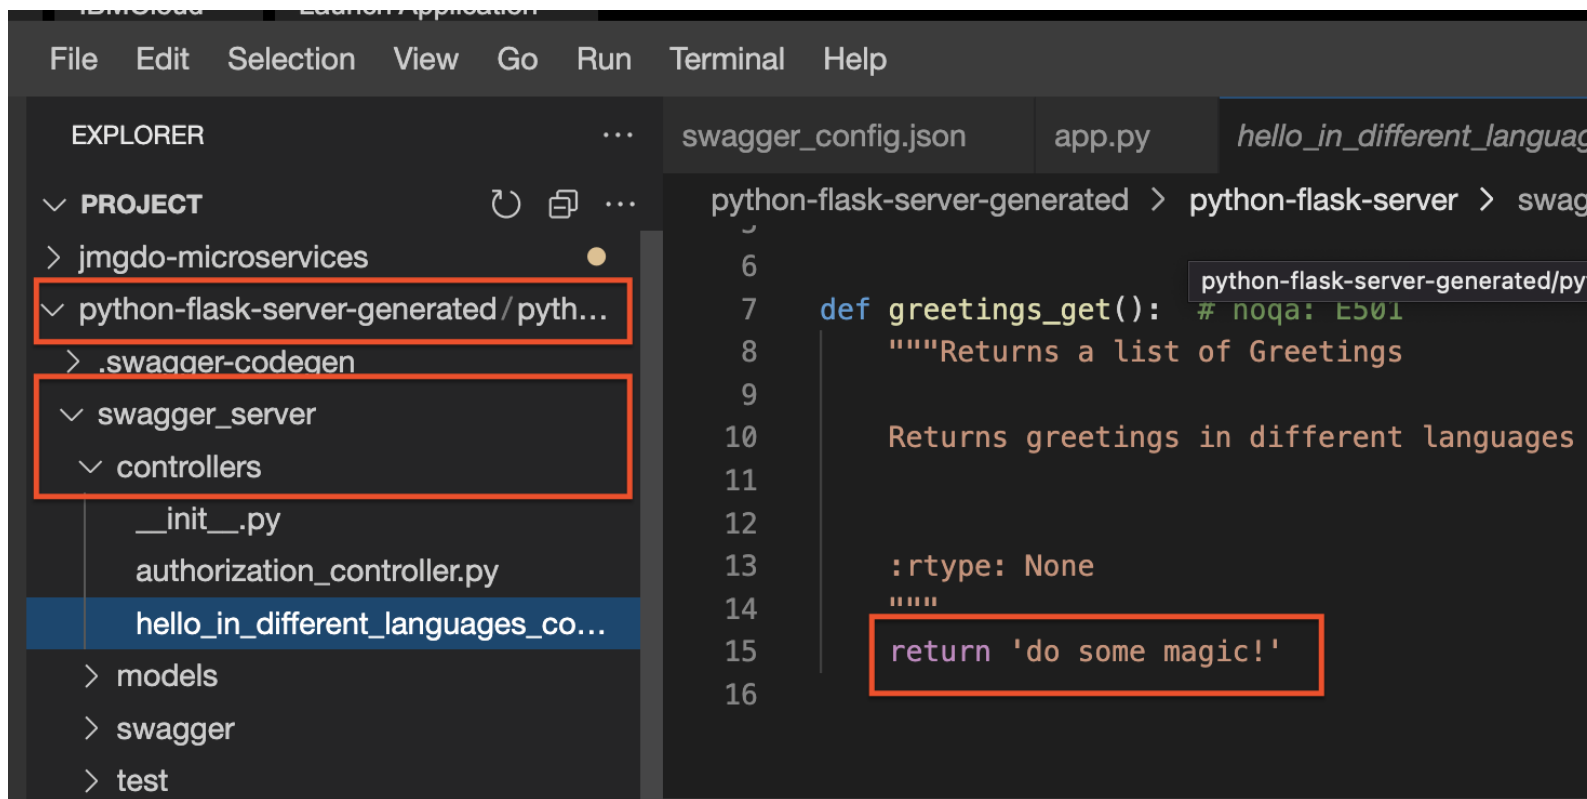 IBMCloud Launch Application
File Edit Selection View Go Run Terminal Help
EXPLORER ···
PROJECT ···
jmgdo-microservices
python-flask-server-generated/pyth...
.swagger-codegen
swagger_server
controllers
__init__.py
authorization_controller.py
hello_in_different_languages_co...
models
swagger
test
swagger_config.json app.py hello_in_different_languag
python-flask-server-generated > python-flask-server > swag
python-flask-server-generated/py
5
6
7 def greetings_get(): # noqa: E501
8 """Returns a list of Greetings
9
10 Returns greetings in different languages
11
12
13 :rtype: None
14 """
15 return 'do some magic!'
16